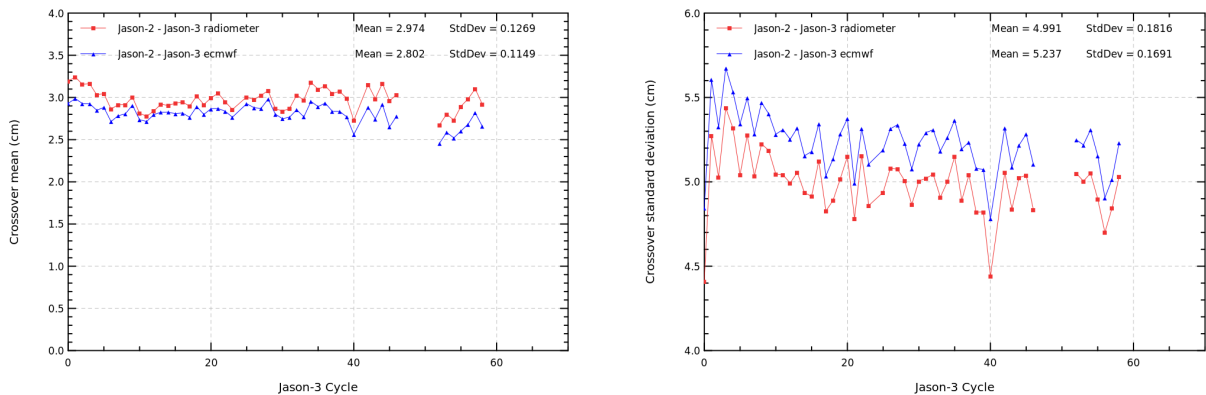 4.0
3.5
3.0
2.5
2.0
1.5
1.0
0.5
0.0
0
20
40
60
Crossover mean (cm)
Jason-3 Cycle
Jason-2 - Jason-3 radiometer Mean = 2.974 StdDev = 0.1269
Jason-2 - Jason-3 ecmwf Mean = 2.802 StdDev = 0.1149
6.0
5.5
5.0
4.5
4.0
0
20
40
60
Crossover standard deviation (cm)
Jason-3 Cycle
Jason-2 - Jason-3 radiometer Mean = 4.991 StdDev = 0.1816
Jason-2 - Jason-3 ecmwf Mean = 5.237 StdDev = 0.1691